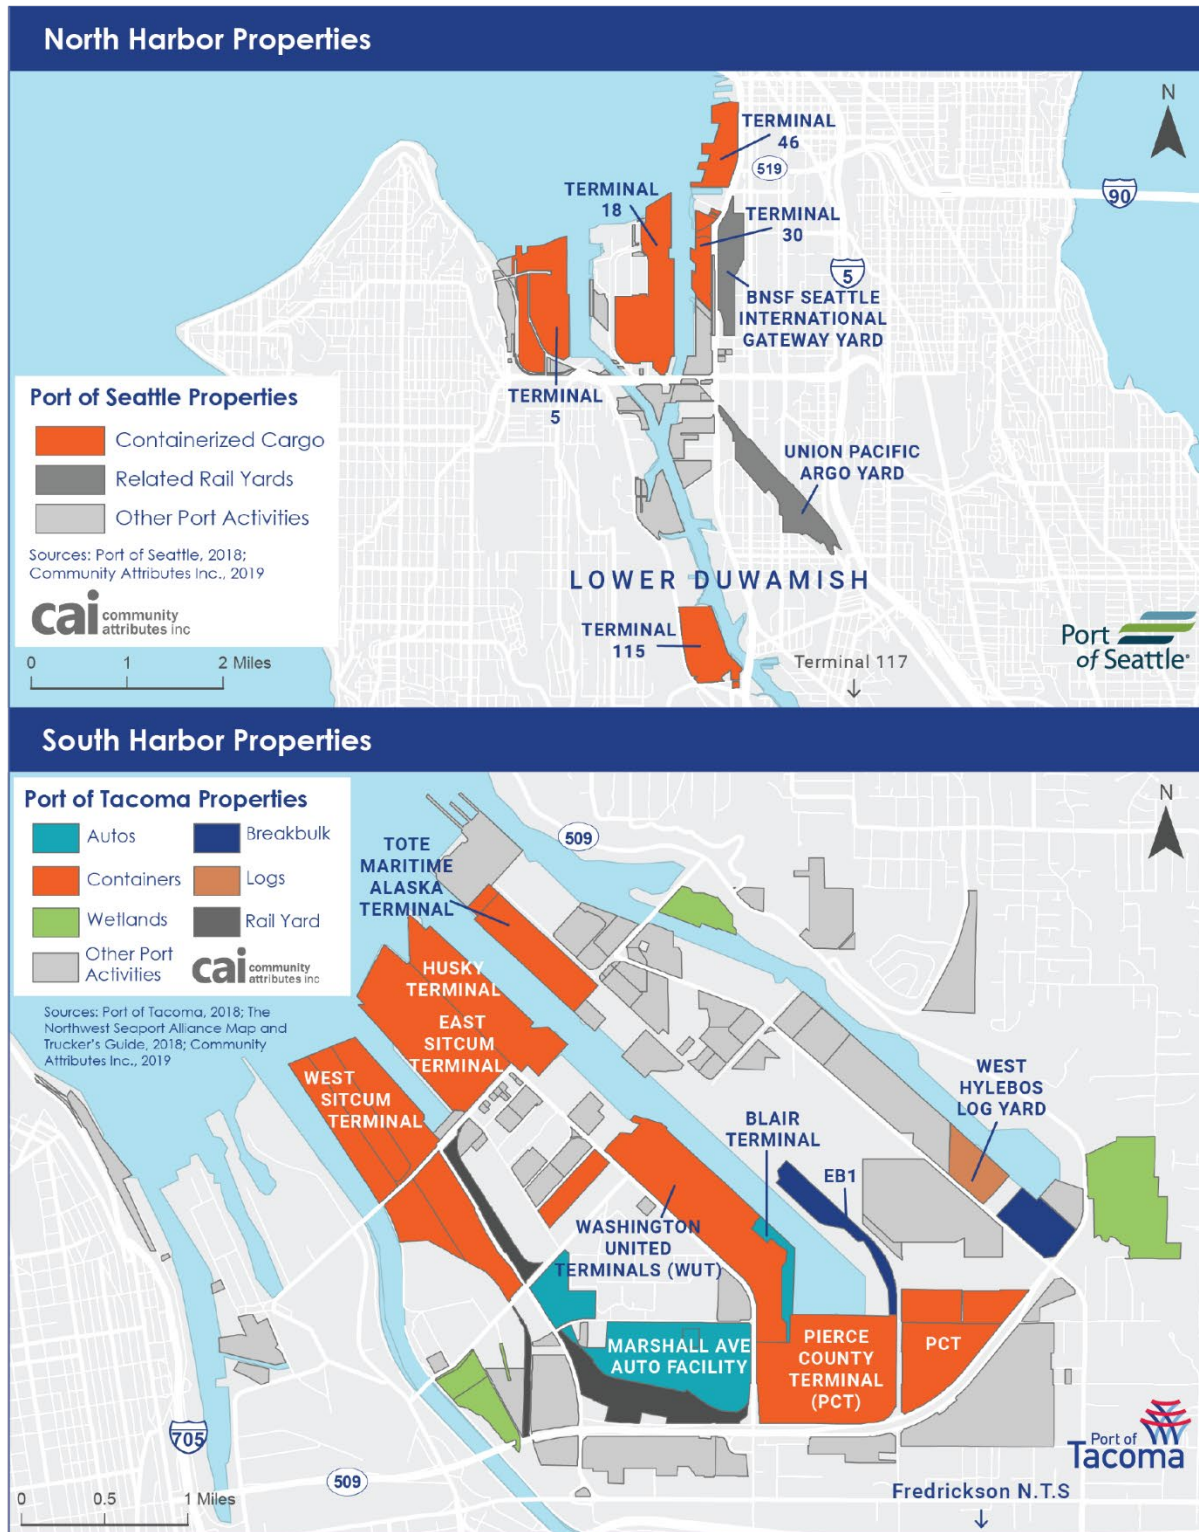 North Harbor Properties
N
TERMINAL
46
519
90
TERMINAL
18
TERMINAL
30
5
BNSF SEATTLE
INTERNATIONAL
GATEWAY YARD
TERMINAL
5
Port of Seattle Properties
Containerized Cargo
Related Rail Yards
Other Port Activities
Sources: Port of Seattle, 2018;
Community Attributes Inc., 2019
cai community
attributes inc
0 1 2 Miles
UNION PACIFIC
ARGO YARD
LOWER DUWAMISH
TERMINAL
115
Terminal 117
Port
of Seattle
South Harbor Properties
Port of Tacoma Properties
Autos
Breakbulk
Containers
Logs
Wetlands
Rail Yard
Other Port
Activities
cai community
attributes inc
Sources: Port of Tacoma, 2018; The
Northwest Seaport Alliance Map and
Trucker's Guide, 2018; Community
Attributes Inc., 2019
N
509
TOTE
MARITIME
ALASKA
TERMINAL
HUSKY
TERMINAL
EAST
SITCUM
TERMINAL
WEST
SITCUM
TERMINAL
WEST
HYLEBOS
LOG YARD
BLAIR
TERMINAL
EB1
WASHINGTON
UNITED
TERMINALS (WUT)
MARSHALL AVE
AUTO FACILITY
PIERCE
COUNTY
TERMINAL
(PCT)
PCT
705
509
0 0.5 1 Miles
Port of
Tacoma
Fredrickson N.T.S